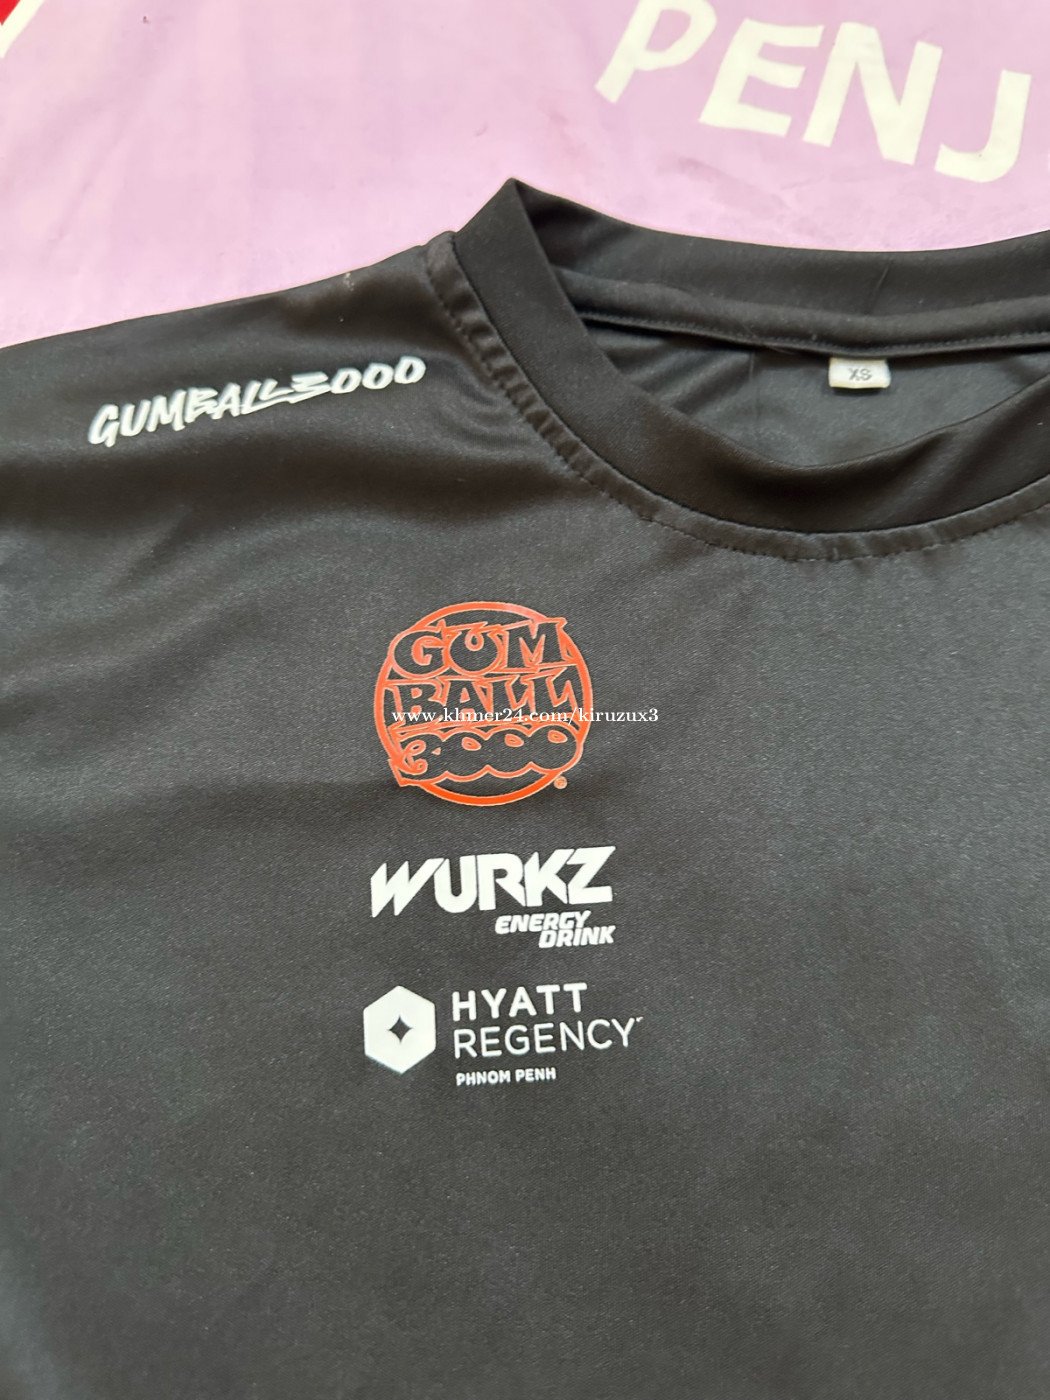 PENJ
XS
GUMBALL3000
GUM
BALL
3000
www.khmer24.com/kiruzux3
WURKZ
ENERGY
DRINK
HYATT
REGENCY
PHNOM PENH